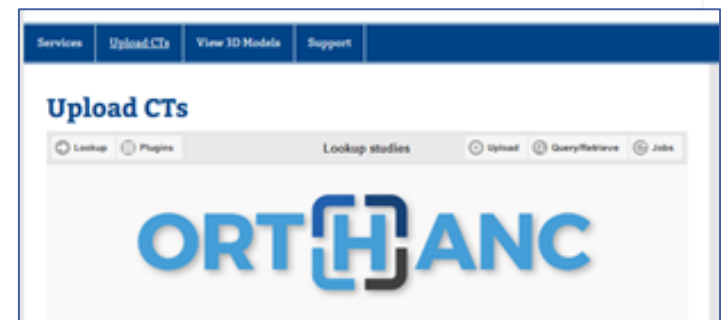 Services Upload CTs View 3D Models Support
Upload CTs
Lookup Plugins Lookup studies Upload Query/Retrieve Jobs
ORTHANC